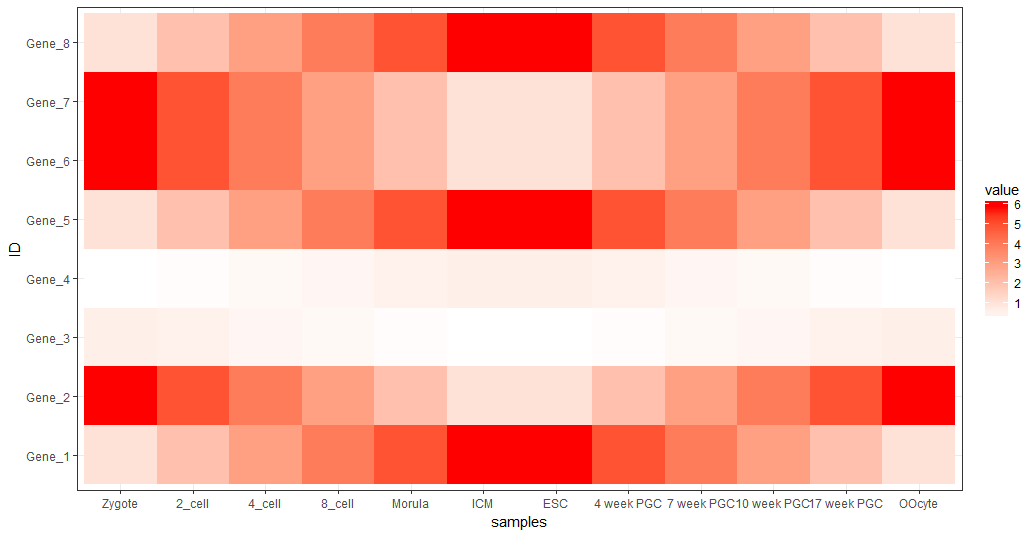 Gene_8
Gene_7
Gene_6
Gene_5
Gene_4
Gene_3
Gene_2
Gene_1
ID
Zygote 2_cell 4_cell 8_cell Morula ICM ESC 4 week PGC 7 week PGC 10 week PGC 17 week PGC OOcyte
samples
value
6
5
4
3
2
1